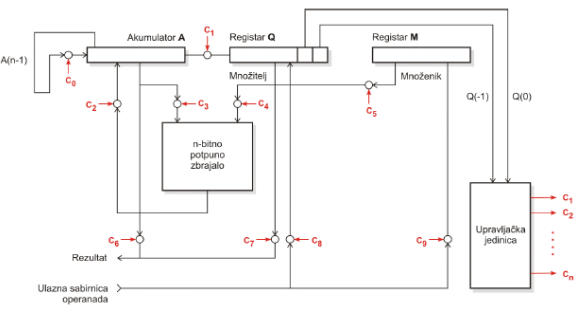 Akumulator A
C1
Registar Q
Registar M
A(n-1)
C0
Množitelj
Množenik
C2
C3
C4
C5
Q(-1)
Q(0)
n-bitno
potpuno
zbrajalo
C1
C2
Upravljačka
jedinica
Cn
C6
C7
C8
C9
Rezultat
Ulazna sabirnica
operanada